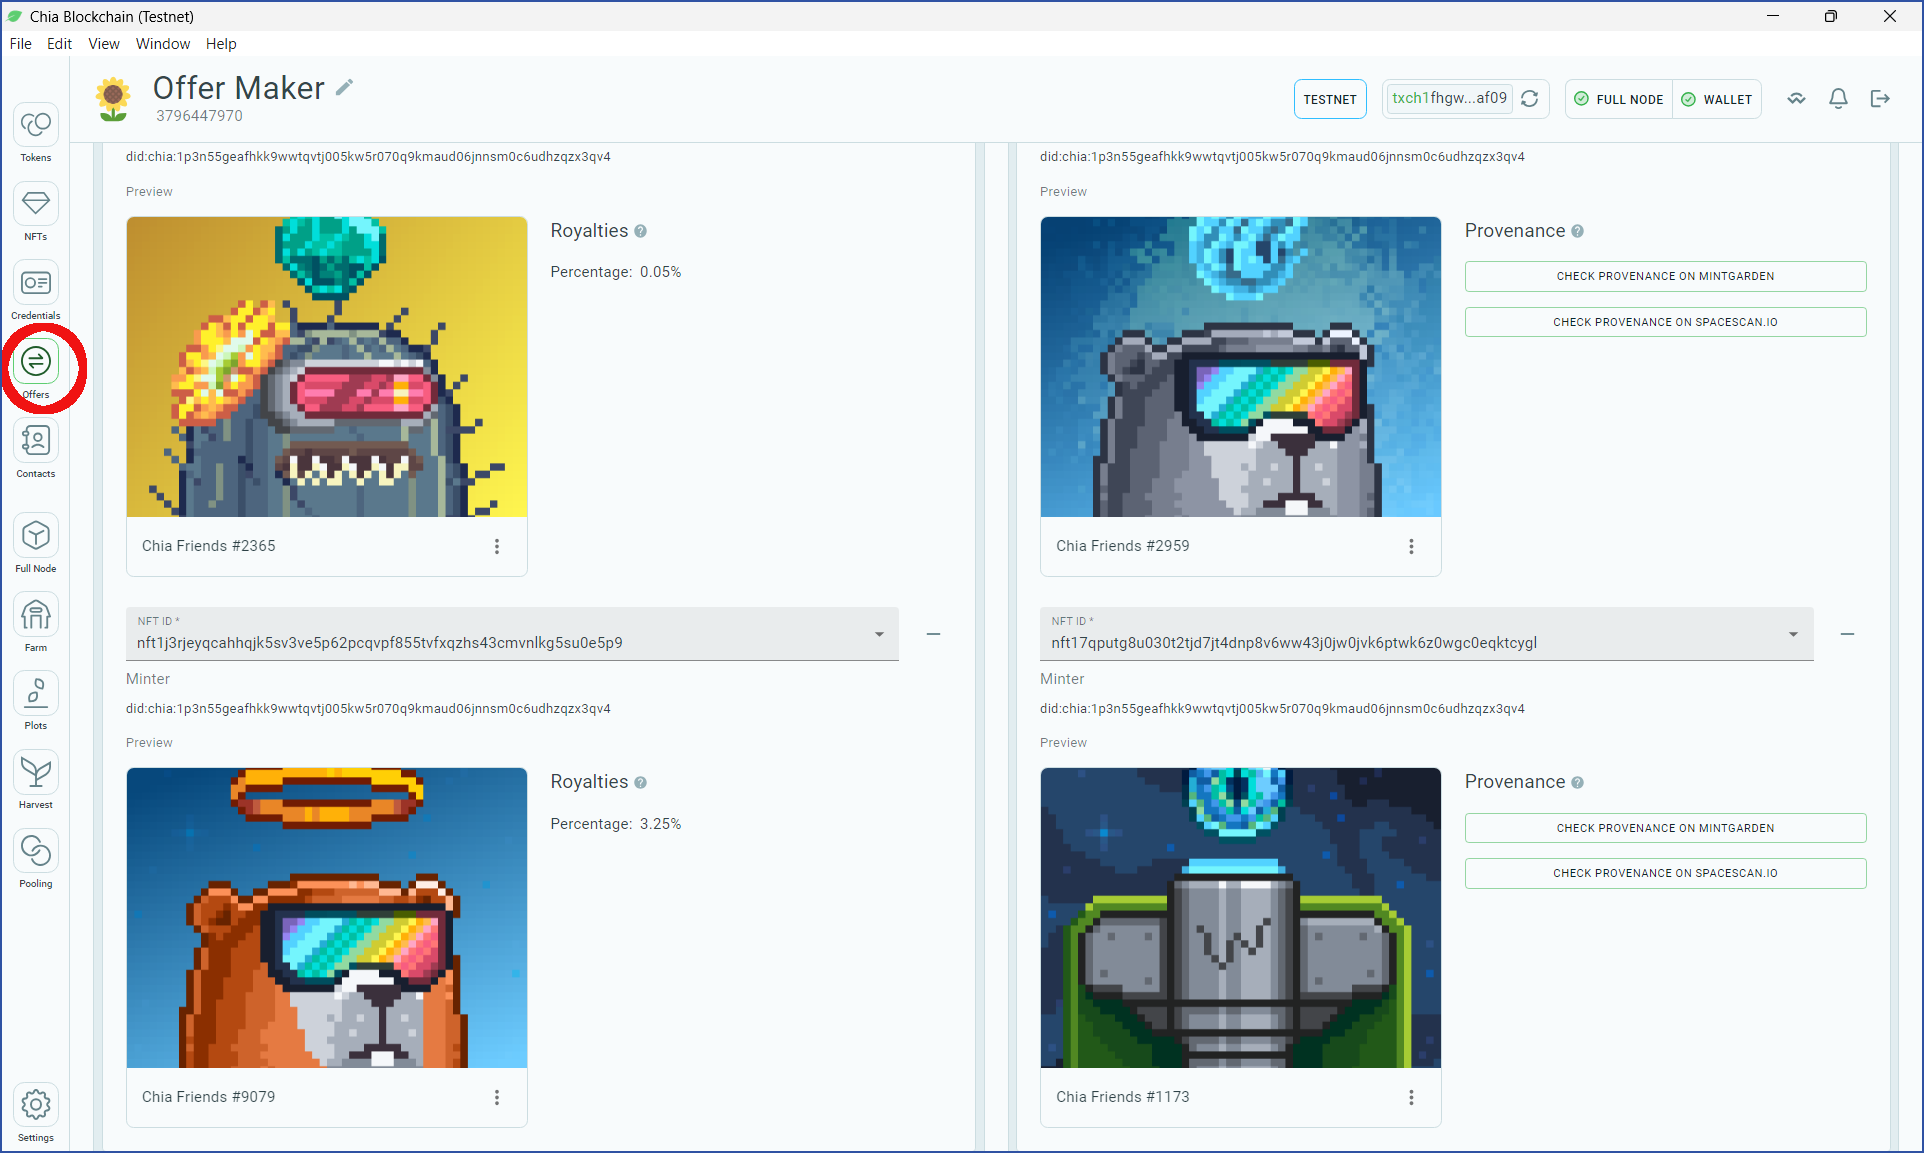 Chia Blockchain (Testnet)
File Edit View Window Help
Offer Maker
3796447970
TESTNET
txch1fhgw...af09
FULL NODE
WALLET
Tokens
NFTs
Credentials
Offers
Contacts
Full Node
Farm
Plots
Harvest
Pooling
Settings
did:chia:1p3n55geafhkk9wwtqvtj005kw5r070q9kmaud06jnnsm0c6udhzqzx3qv4
Preview
Royalties
Percentage: 0.05%
Chia Friends #2365
NFT ID *
nft1j3rjeyqcahhqjk5sv3ve5p62pcqvpf855tvfxqzhs43cmvnlkg5su0e5p9
Minter
did:chia:1p3n55geafhkk9wwtqvtj005kw5r070q9kmaud06jnnsm0c6udhzqzx3qv4
Preview
Royalties
Percentage: 3.25%
Chia Friends #9079
did:chia:1p3n55geafhkk9wwtqvtj005kw5r070q9kmaud06jnnsm0c6udhzqzx3qv4
Preview
Provenance
CHECK PROVENANCE ON MINTGARDEN
CHECK PROVENANCE ON SPACESCAN.IO
Chia Friends #2959
NFT ID *
nft17qputg8u030t2tjd7jt4dnp8v6ww43j0jw0jvk6ptwk6z0wgc0eqktcygl
Minter
did:chia:1p3n55geafhkk9wwtqvtj005kw5r070q9kmaud06jnnsm0c6udhzqzx3qv4
Preview
Provenance
CHECK PROVENANCE ON MINTGARDEN
CHECK PROVENANCE ON SPACESCAN.IO
Chia Friends #1173